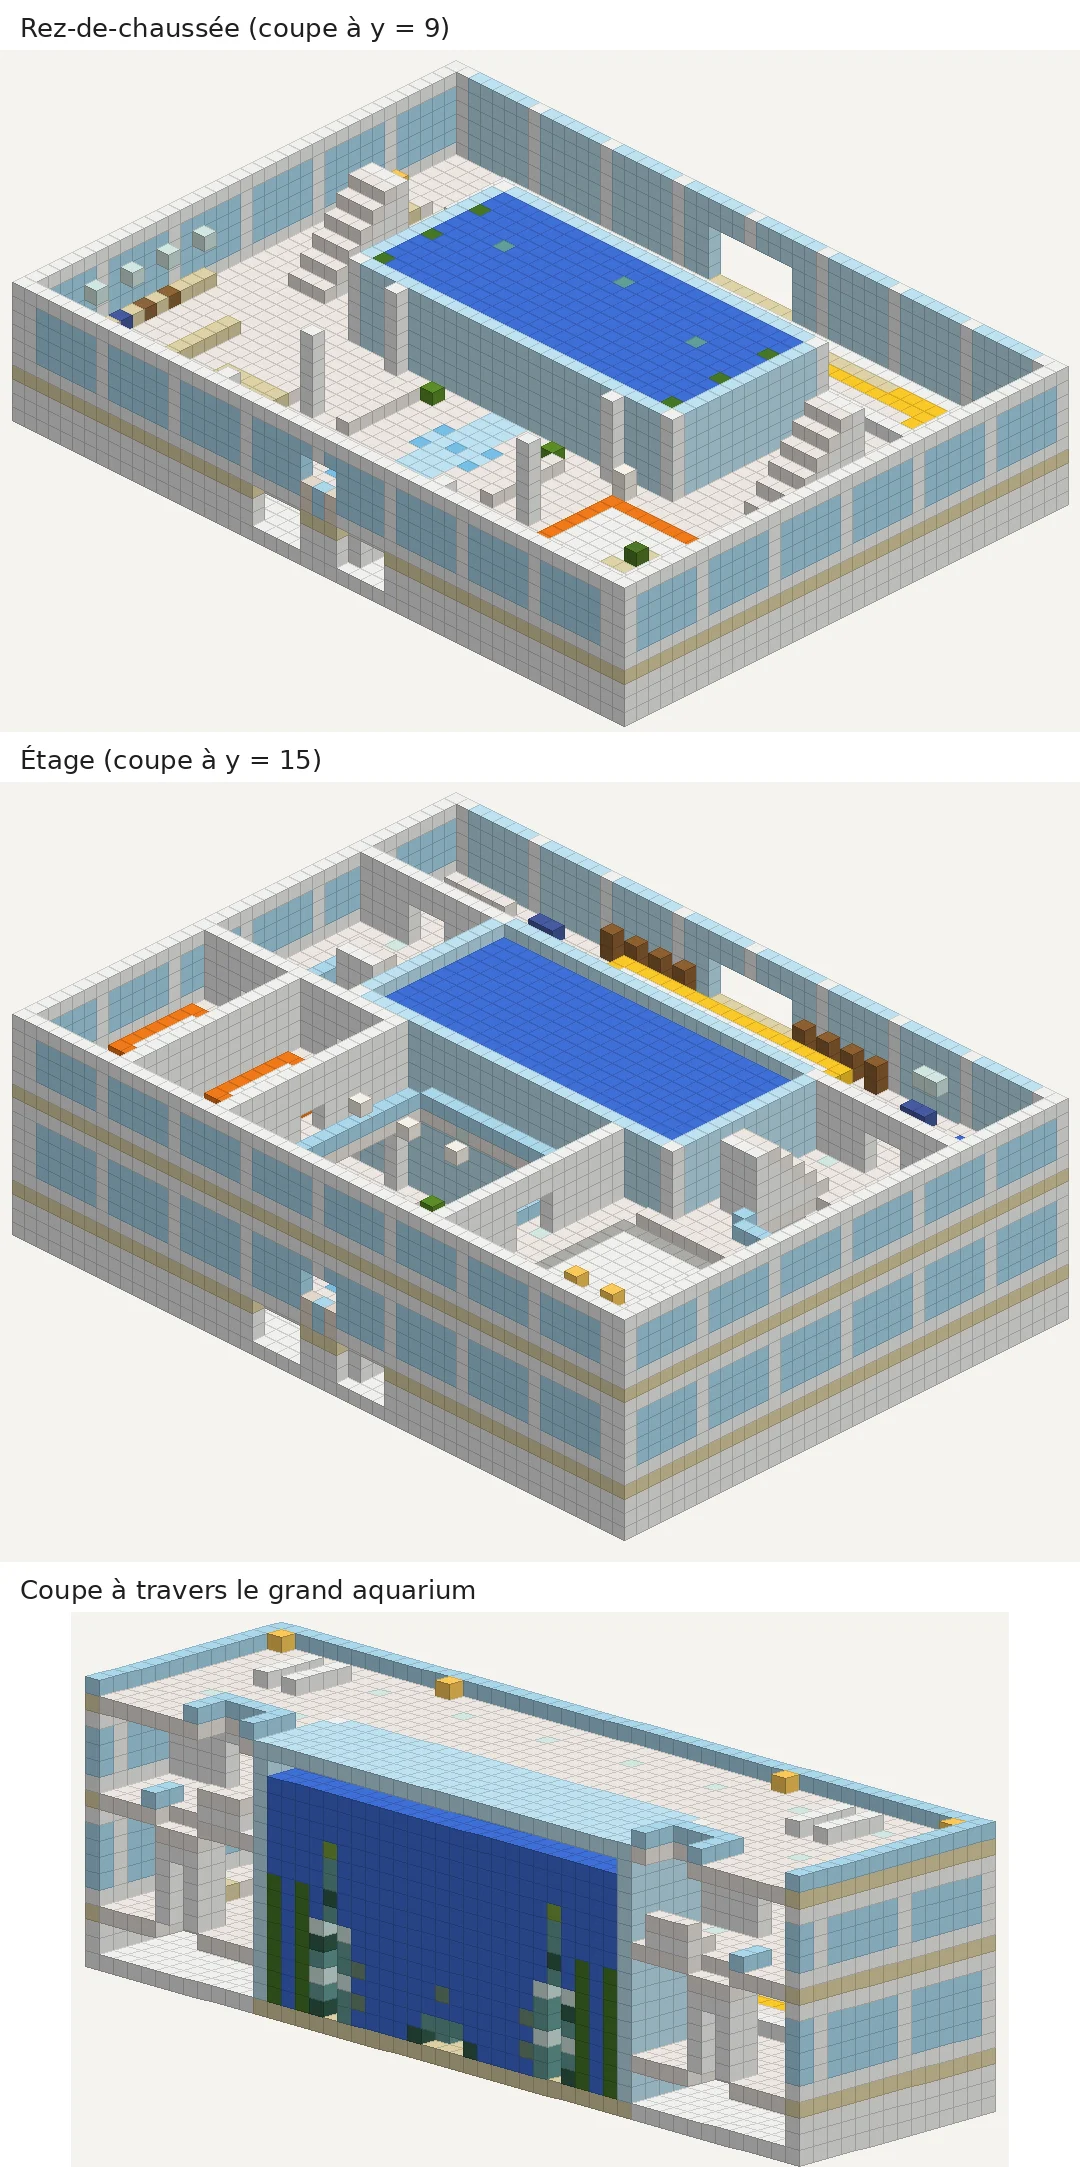 Rez-de-chaussée (coupe à y = 9)
Étage (coupe à y = 15)
Coupe à travers le grand aquarium